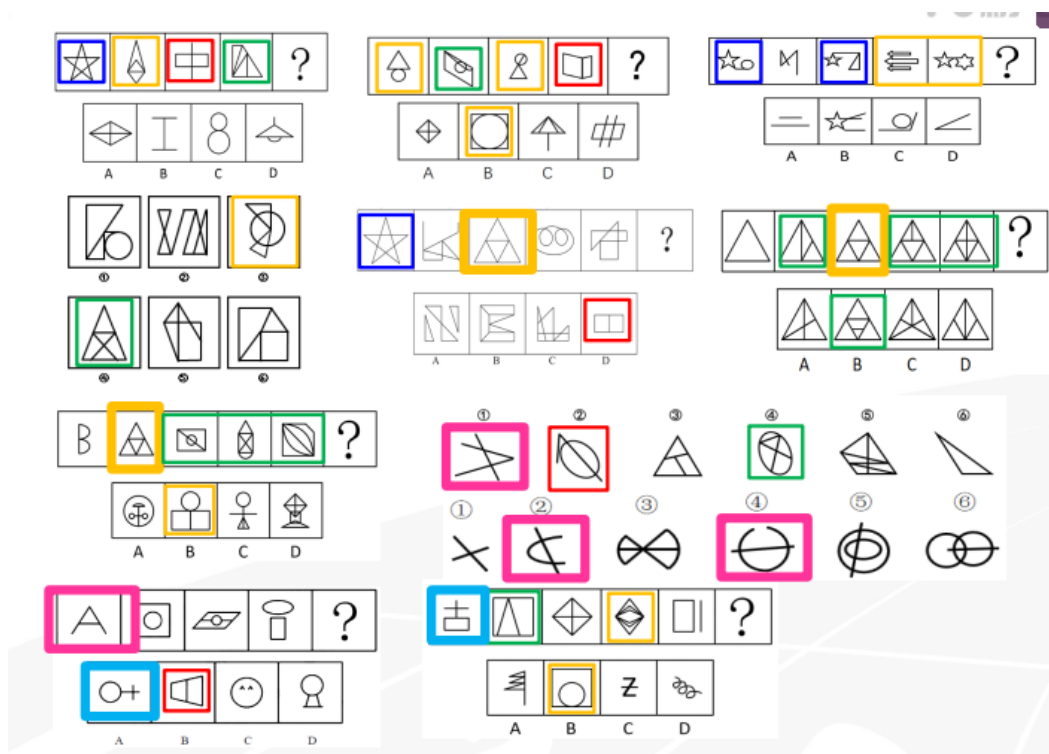 ?
A B C D
?
A B C D
?
A B C D
① ② ③
④ ⑤ ⑥
?
A B C D
?
A B C D
?
A B C D
① ② ③ ④ ⑤ ⑥
① ② ③ ④ ⑤ ⑥
?
A B C D
?
A B C D